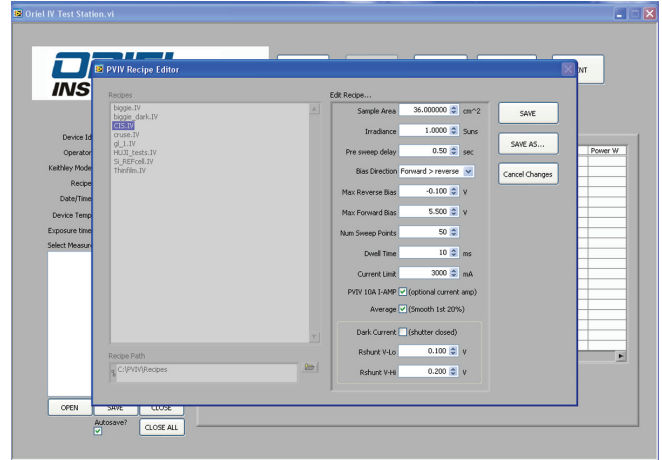 Oriel IV Test Station.vi
ORIEL
INS
NT
PVIV Recipe Editor
Recipes
biggie.IV
biggie_dark.IV
CIS.IV
cruse.IV
gl_1.IV
HUJI_tests.IV
Si_REFcell.IV
Thinfilm.IV
Recipe Path
C:\PVIV\Recipes
Edit Recipe...
Sample Area 36.000000 cm^2
Irradiance 1.0000 Suns
Pre sweep delay 0.50 sec
Bias Direction Forward > reverse
Max Reverse Bias -0.100 V
Max Forward Bias 5.500 V
Num Sweep Points 50
Dwell Time 10 ms
Current Limit 3000 mA
PVIV 10A I-AMP (optional current amp)
Average (Smooth 1st 20%)
Dark Current (shutter closed)
Rshunt V-Lo 0.100 V
Rshunt V-Hi 0.200 V
SAVE
SAVE AS...
Cancel Changes
Device Id
Operator
Keithley Mode
Recipe
Date/Time
Device Temp
Exposure time
Select Measure
Power W
OPEN SAVE CLOSE
Autosave?
CLOSE ALL